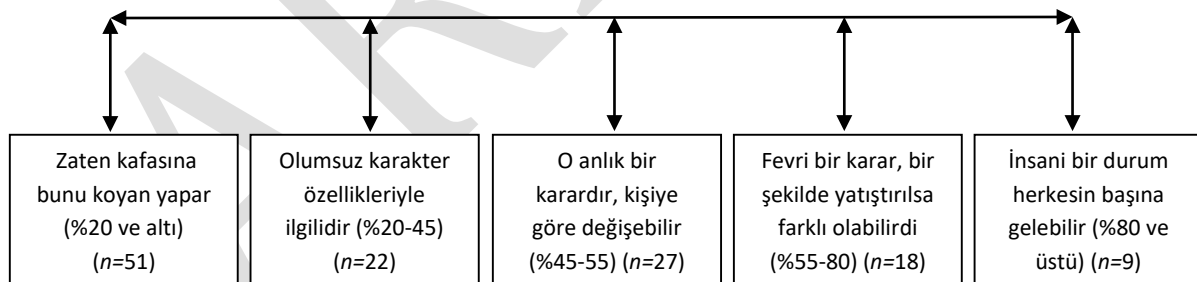 Zaten kafasına
bunu koyan yapar
(%20 ve altı)
(n=51)
Olumsuz karakter
özellikleriyle
ilgilidir (%20-45)
(n=22)
O anlık bir
karardır, kişiye
göre değişebilir
(%45-55) (n=27)
Fevri bir karar, bir
şekilde yatıştırılsa
farklı olabilirdi
(%55-80) (n=18)
İnsani bir durum
herkesin başına
gelebilir (%80 ve
üstü) (n=9)